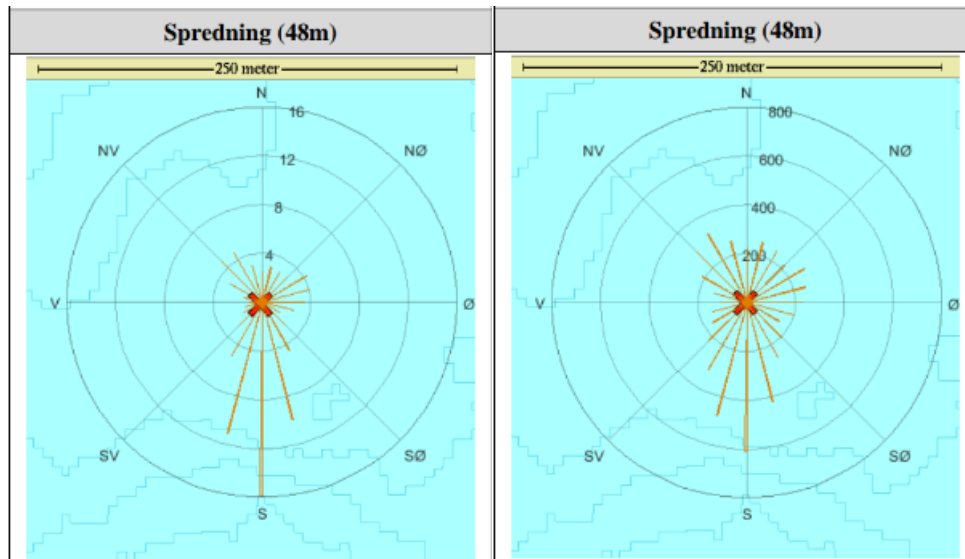 Spredning (48m)
250 meter
N
16
NV
NØ
12
8
4
V
Ø
SV
SØ
S
Spredning (48m)
250 meter
N
800
NV
NØ
600
400
200
V
Ø
SV
SØ
S